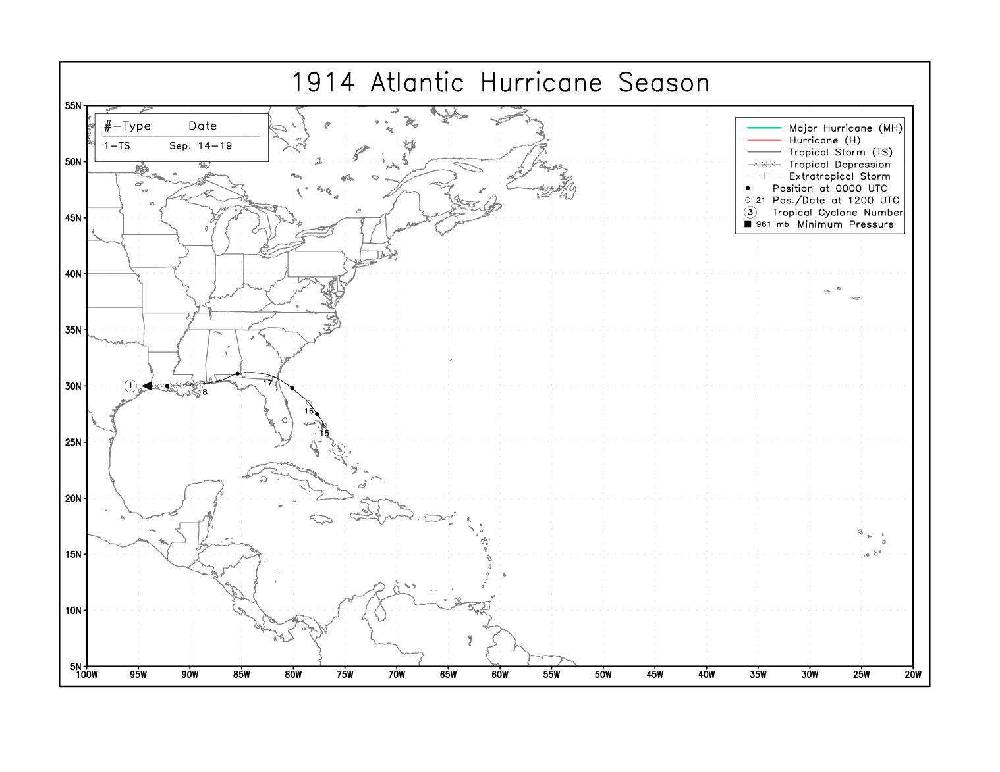 1914 Atlantic Hurricane Season
55N
50N
45N
40N
35N
30N
25N
20N
15N
10N
5N
#-Type Date
1-TS Sep. 14-19
Major Hurricane (MH)
Hurricane (H)
Tropical Storm (TS)
Tropical Depression
Extratropical Storm
Position at 0000 UTC
21 Pos./Date at 1200 UTC
3 Tropical Cyclone Number
961 mb Minimum Pressure
1
18
17
16
15
1
100W 95W 90W 85W 80W 75W 70W 65W 60W 55W 50W 45W 40W 35W 30W 25W 20W